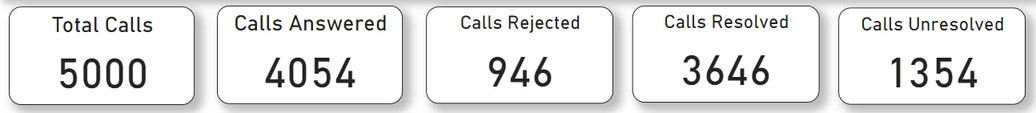 Total Calls
5000
Calls Answered
4054
Calls Rejected
946
Calls Resolved
3646
Calls Unresolved
1354